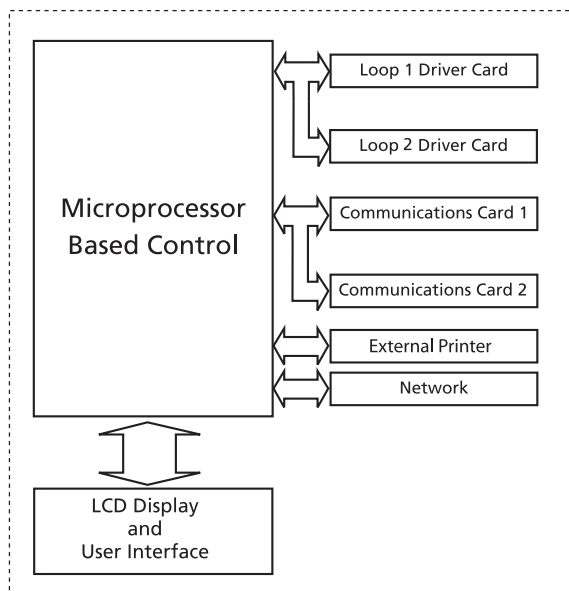 Microprocessor
Based Control
Loop 1 Driver Card
Loop 2 Driver Card
Communications Card 1
Communications Card 2
External Printer
Network
LCD Display
and
User Interface